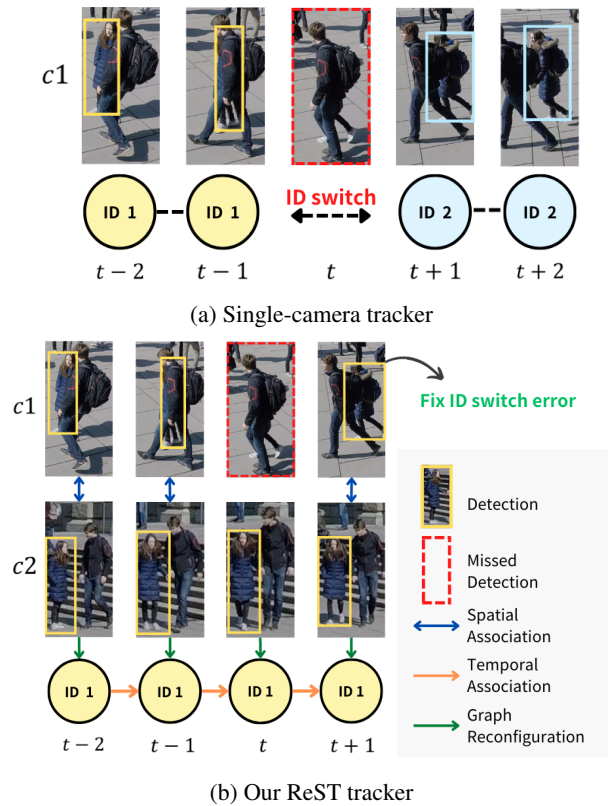 c1
ID 1
ID 1
ID switch
ID 2
ID 2
t − 2
t − 1
t
t + 1
t + 2
(a) Single-camera tracker
c1
Fix ID switch error
c2
Detection
Missed
Detection
Spatial
Association
Temporal
Association
Graph
Reconfiguration
ID 1
ID 1
ID 1
ID 1
t − 2
t − 1
t
t + 1
(b) Our ReST tracker